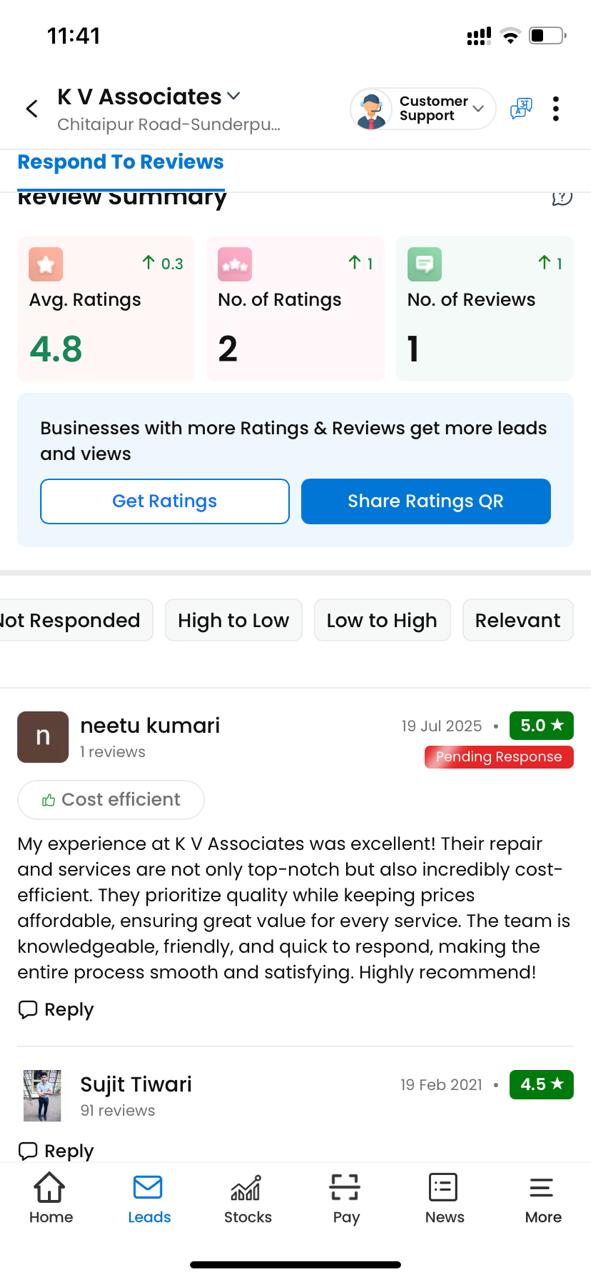 11:41
K V Associates
Chitaipur Road-Sunderpu...
Customer
Support
Respond To Reviews
Review Summary
↑ 0.3
Avg. Ratings
4.8
↑ 1
No. of Ratings
2
↑ 1
No. of Reviews
1
Businesses with more Ratings & Reviews get more leads
and views
Get Ratings
Share Ratings QR
Not Responded
High to Low
Low to High
Relevant
n
neetu kumari
1 reviews
19 Jul 2025 • 5.0 ★
Pending Response
Cost efficient
My experience at K V Associates was excellent! Their repair
and services are not only top-notch but also incredibly cost-
efficient. They prioritize quality while keeping prices
affordable, ensuring great value for every service. The team is
knowledgeable, friendly, and quick to respond, making the
entire process smooth and satisfying. Highly recommend!
Reply
Sujit Tiwari
91 reviews
19 Feb 2021 • 4.5 ★
Reply
Home
Leads
Stocks
Pay
News
More